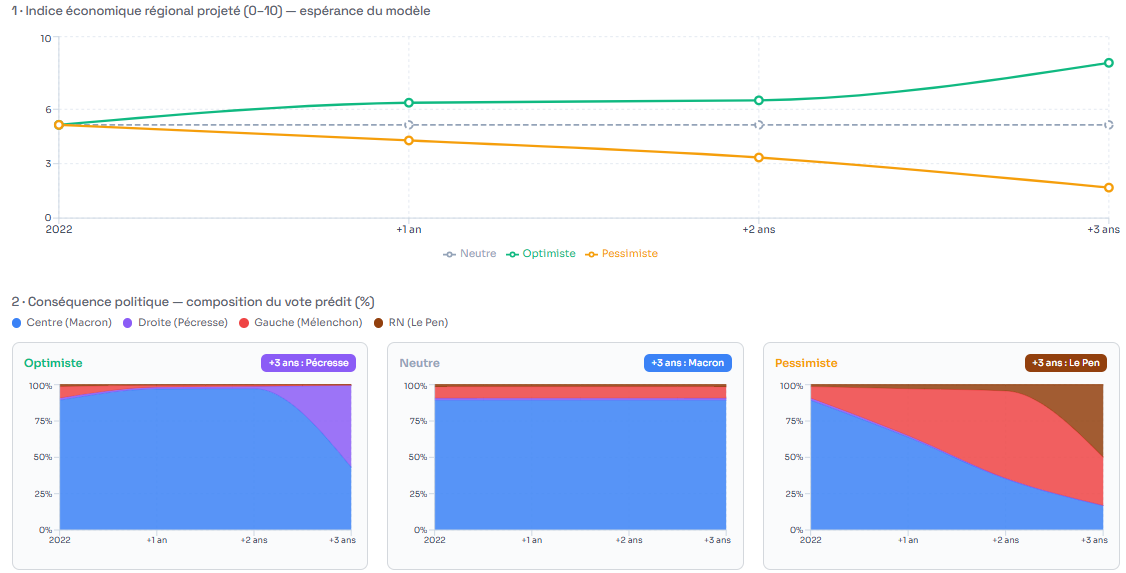 1 · Indice économique régional projeté (0–10) — espérance du modèle
10
6
3
0
2022 +1 an +2 ans +3 ans
Neutre Optimiste Pessimiste
2 · Conséquence politique — composition du vote prédit (%)
Centre (Macron) Droite (Pécresse) Gauche (Mélenchon) RN (Le Pen)
Optimiste +3 ans : Pécresse
100%
75%
50%
25%
0%
2022 +1 an +2 ans +3 ans
Neutre +3 ans : Macron
100%
75%
50%
25%
0%
2022 +1 an +2 ans +3 ans
Pessimiste +3 ans : Le Pen
100%
75%
50%
25%
0%
2022 +1 an +2 ans +3 ans